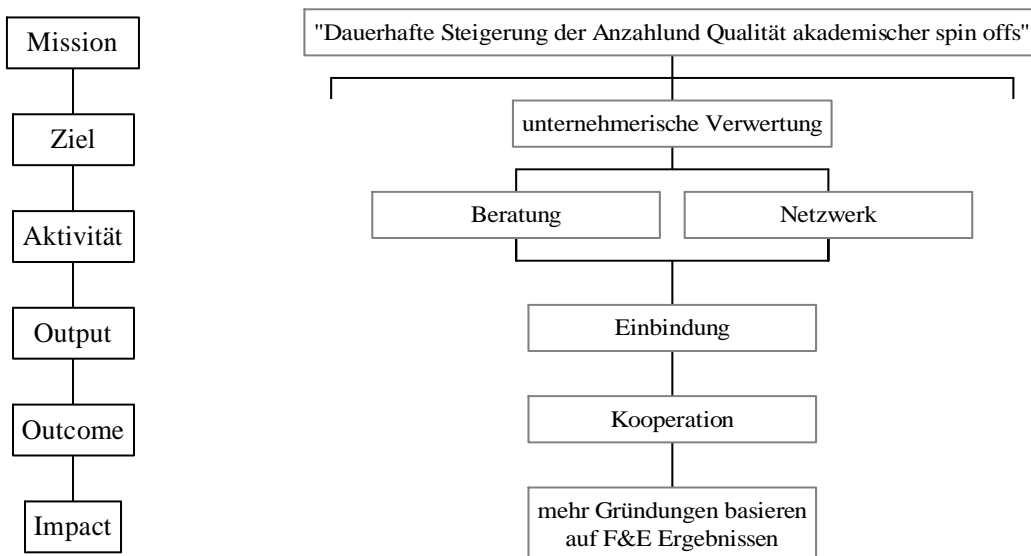 Mission
"Dauerhafte Steigerung der Anzahlund Qualität akademischer spin offs"
Ziel
unternehmerische Verwertung
Aktivität
Beratung
Netzwerk
Output
Einbindung
Outcome
Kooperation
Impact
mehr Gründungen basieren
auf F&E Ergebnissen